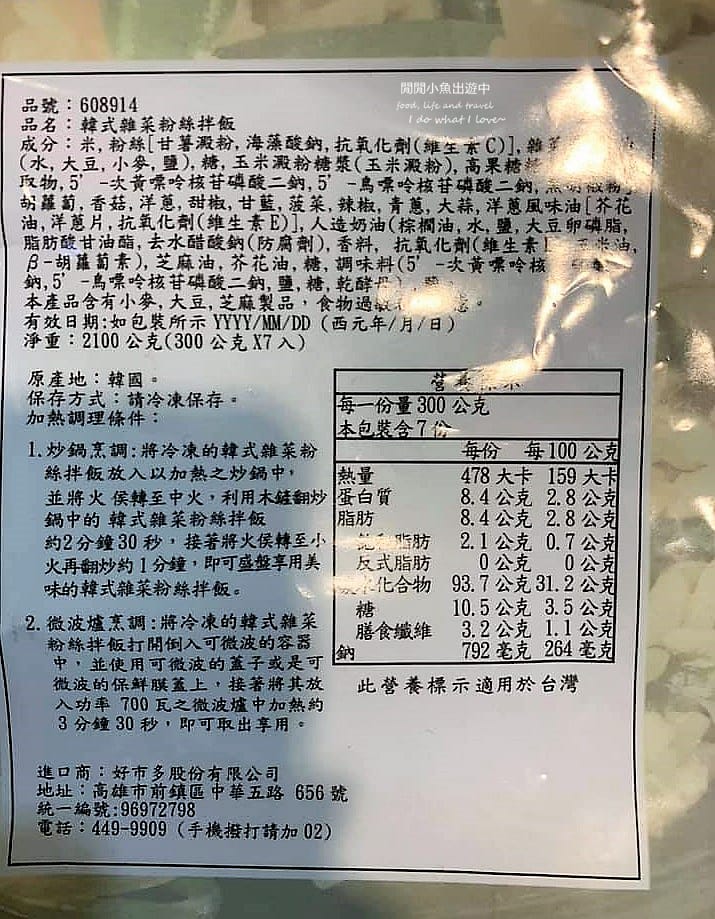 閒閒小魚出遊中
food, life and travel
I do what I love~
品號：608914
品名：韓式雜菜粉絲拌飯
成分：米, 粉絲[甘薯澱粉, 海藻酸鈉, 抗氧化劑(維生素C)], 雜
(水, 大豆, 小麥, 鹽), 糖, 玉米澱粉糖漿(玉米澱粉), 高果糖
取物, 5'-次黃嘌呤核苷磷酸二鈉, 5'-鳥嘌呤核苷磷酸二鈉, 黑胡椒粉
胡蘿蔔, 香菇, 洋蔥, 甜椒, 甘藍, 菠菜, 辣椒, 青蔥, 大蒜, 洋蔥風味油[芥花
油, 洋蔥片, 抗氧化劑(維生素E)], 人造奶油(棕櫚油, 水, 鹽, 大豆卵磷脂,
脂肪酸甘油酯, 去水醋酸鈉(防腐劑), 香料, 抗氧化劑(維生素 米油,
β-胡蘿蔔素), 芝麻油, 芥花油, 糖, 調味料(5'-次黃嘌呤核
鈉, 5'-鳥嘌呤核苷磷酸二鈉, 鹽, 糖, 乾酵母
本產品含有小麥, 大豆, 芝麻製品，食物過敏
有效日期:如包裝所示 YYYY/MM/DD (西元年/月/日)
淨重：2100 公克(300 公克 X7 入)
原產地：韓國。
保存方式：請冷凍保存。
加熱調理條件：
1. 炒鍋烹調：將冷凍的韓式雜菜粉
絲拌飯放入以加熱之炒鍋中，
並將火 侯轉至中火，利用木鏟翻炒
鍋中的 韓式雜菜粉絲拌飯
約2分鐘30 秒，接著將火侯轉至小
火再翻炒約1分鐘，即可盛盤享用美
味的韓式雜菜粉絲拌飯。
2. 微波爐烹調：將冷凍的韓式雜菜
粉絲拌飯打開倒入可微波的容器
中，並使用可微波的蓋子或是可
微波的保鮮膜蓋上，接著將其放
入功率 700 瓦之微波爐中加熱約
3 分鐘 30 秒，即可取出享用。
營養標示
每一份量 300 公克
本包裝含 7 份
每份 每 100 公克
熱量 478 大卡 159 大卡
蛋白質 8.4 公克 2.8 公克
脂肪 8.4 公克 2.8 公克
飽和脂肪 2.1 公克 0.7 公克
反式脂肪 0 公克 0 公克
碳水化合物 93.7 公克 31.2 公克
糖 10.5 公克 3.5 公克
膳食纖維 3.2 公克 1.1 公克
鈉 792 毫克 264 毫克
此營養標示適用於台灣
進口商：好市多股份有限公司
地址：高雄市前鎮區中華五路 656 號
統一編號:96972798
電話：449-9909 (手機撥打請加 02)